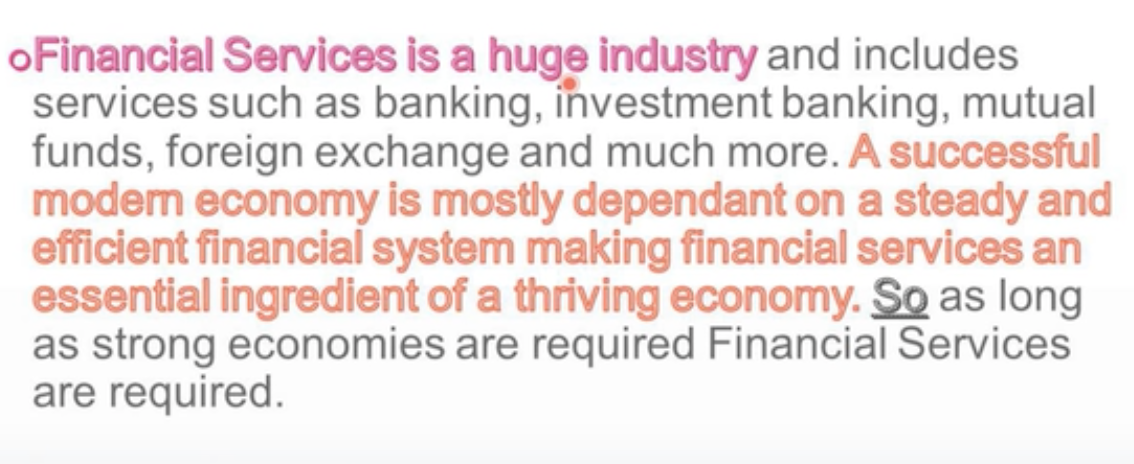 Financial Services is a huge industry and includes
services such as banking, investment banking, mutual
funds, foreign exchange and much more. A successful
modern economy is mostly dependant on a steady and
efficient financial system making financial services an
essential ingredient of a thriving economy. So as long
as strong economies are required Financial Services
are required.